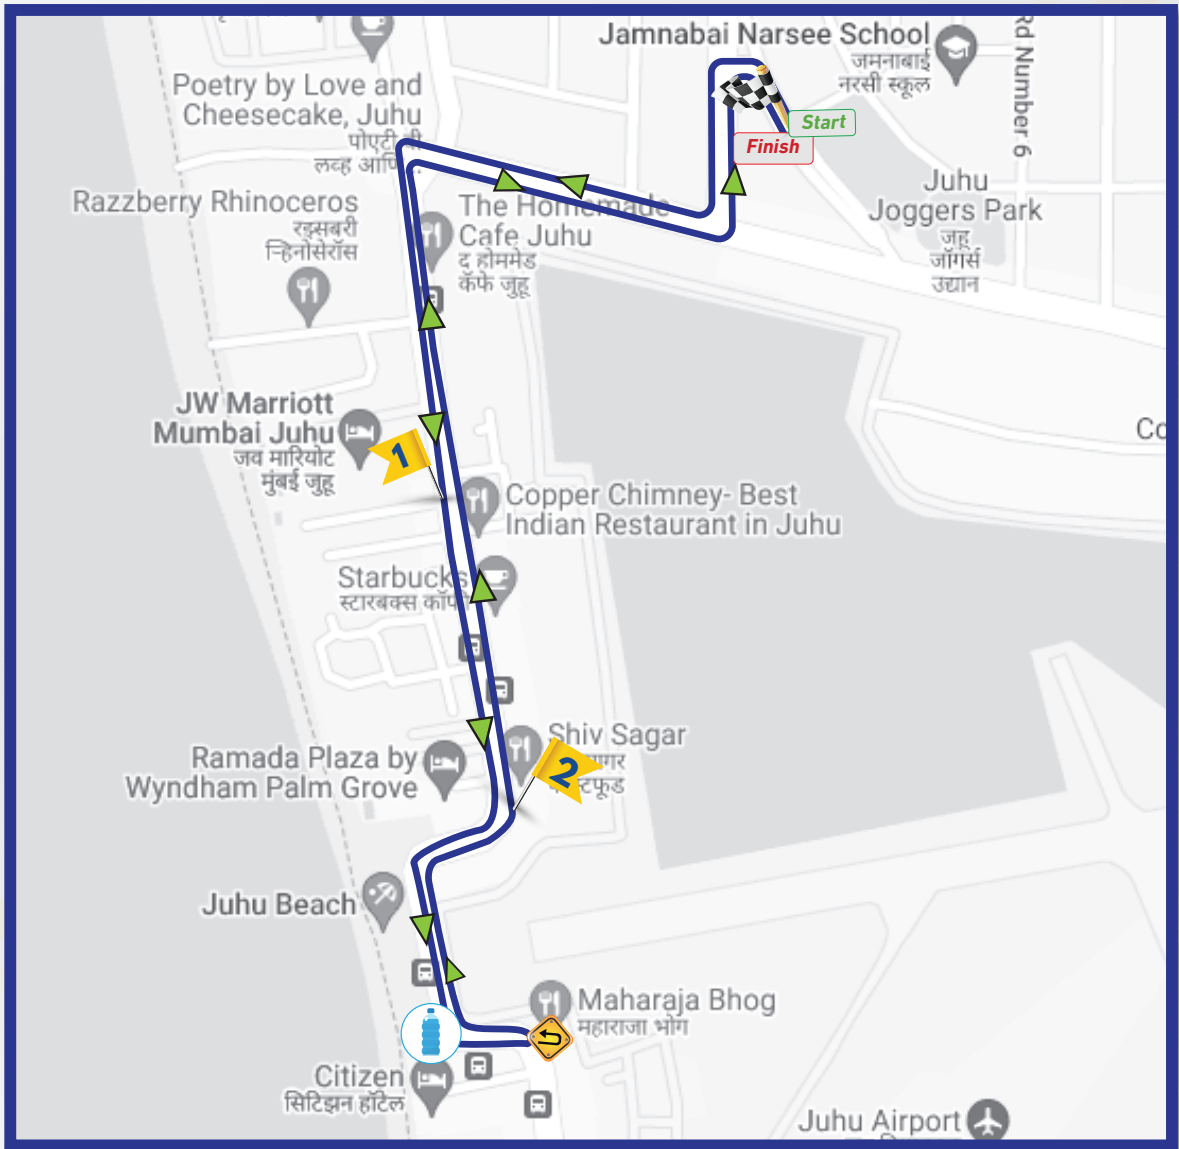 Jamnabai Narsee School
जमनाबाई
नरसी स्कूल
Rd Number 6
Poetry by Love and
Cheesecake, Juhu
लव्ह
Start
Finish
Juhu
Joggers Park
जुहू
जॉगर्स
उद्यान
Razzberry Rhinoceros
रझ्सबरी
ऱ्हिनोसेरॉस
The Homemade
Cafe Juhu
द होममेड
कॅफे जुहू
JW Marriott
Mumbai Juhu
जव मारियोट
मुंबई जुहू
1
Copper Chimney- Best
Indian Restaurant in Juhu
Starbucks
स्टारबक्स
Shiv Sagar
2
Ramada Plaza by
Wyndham Palm Grove
Juhu Beach
Maharaja Bhog
महाराजा भोग
Citizen
सिटिझन हॉटेल
Juhu Airport